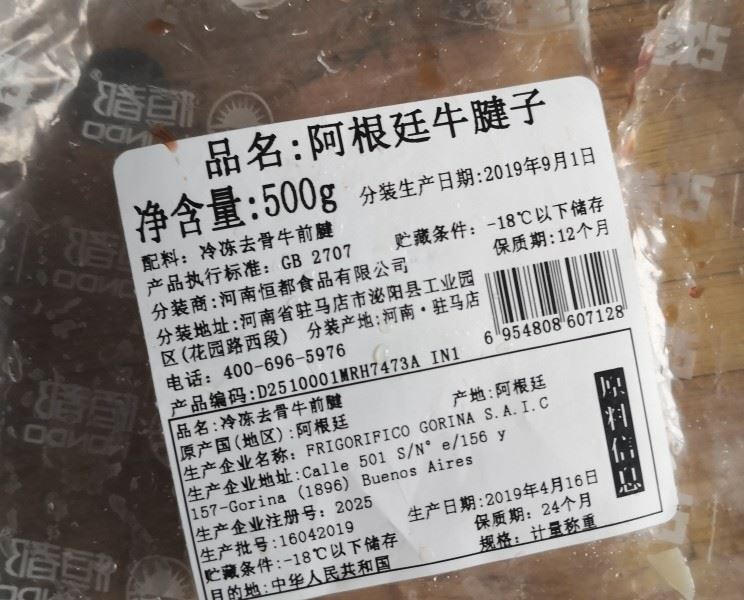 品名:阿根廷牛腱子
净含量:500g 分装生产日期:2019年9月1日
配料: 冷冻去骨牛前腱 贮藏条件: -18℃以下储存
产品执行标准: GB 2707 保质期:12个月
分装商:河南恒都食品有限公司
分装地址:河南省驻马店市泌阳县工业园
区(花园路西段) 分装产地:河南·驻马店
电话: 400-696-5976
6 954808 607128
产品编码:D2510001MRH7473A IN1
品名:冷冻去骨牛前腱 产地:阿根廷
原产国(地区):阿根廷
生产企业名称: FRIGORIFICO GORINA S.A.I.C
生产企业地址:Calle 501 S/N° e/156 y
157-Gorina (1896) Buenos Aires
生产企业注册号: 2025 生产日期:2019年4月16日
生产批号:16042019 保质期: 24个月
贮藏条件:-18℃以下储存 规格: 计量称重
目的地:中华人民共和国
原料信息
恒都
恒都
恒都